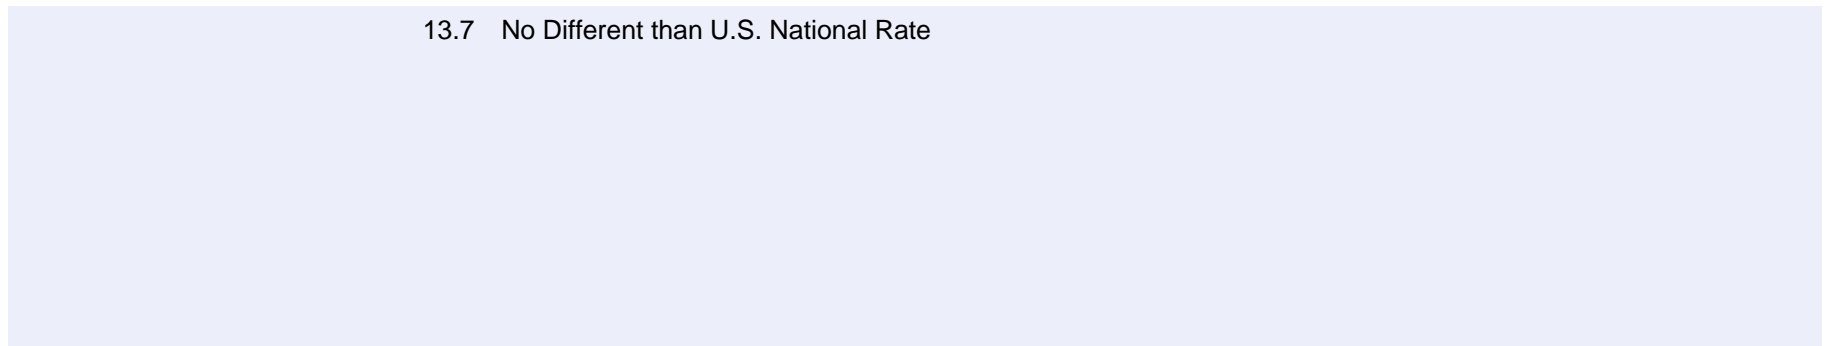 13.7 No Different than U.S. National Rate